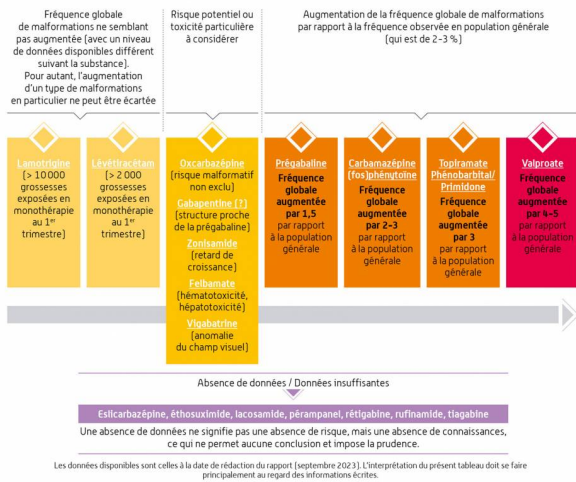 Fréquence globale
de malformations ne semblant
pas augmentée (avec un niveau
de données disponibles différent
suivant la substance).
Pour autant, l'augmentation
d'un type de malformations
en particulier ne peut être écartée
Risque potentiel ou
toxicité particulière
à considérer
Augmentation de la fréquence globale de malformations
par rapport à la fréquence observée en population générale
(qui est de 2-3 %)
Lamotrigine
(> 10 000
grossesses
exposées en
monothérapie
au 1er
trimestre)
Lévétiracétam
(> 2 000
grossesses
exposées en
monothérapie
au 1er
trimestre)
Oxcarbazépine
(risque malformatif
non exclu)
Gabapentine (?)
(structure proche
de la prégabaline)
Zonisamide
(retard de
croissance)
Felbamate
(hématotoxicité,
hépatotoxicité)
Vigabatrine
(anomalie
du champ visuel)
Prégabaline
Fréquence
globale
augmentée
par 1,5
par rapport
à la population
générale
Carbamazépine
(fos)phénytoïne
Fréquence
globale
augmentée
par 2-3
par rapport
à la population
générale
Topiramate
Phénobarbital/
Primidone
Fréquence
globale
augmentée
par 3
par rapport
à la population
générale
Valproate
Fréquence
globale
augmentée
par 4-5
par rapport
à la population
générale
Absence de données / Données insuffisantes
Eslicarbazépine, éthosuximide, lacosamide, pérampanel, rétigabine, rufinamide, tiagabine
Une absence de données ne signifie pas une absence de risque, mais une absence de connaissances,
ce qui ne permet aucune conclusion et impose la prudence.
Les données disponibles sont celles à la date de rédaction du rapport (septembre 2023). L'interprétation du présent tableau doit se faire
principalement au regard des informations écrites.